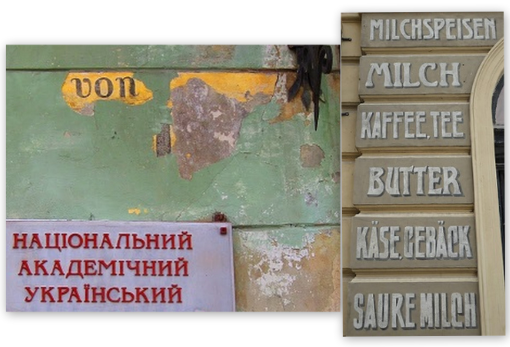 von
НАЦІОНАЛЬНИЙ
АКАДЕМІЧНИЙ
УКРАЇНСЬКИЙ
MILCHSPEISEN
MILCH
KAFFEE, TEE
BUTTER
KÄSE, GEBÄCK
SAURE MILCH